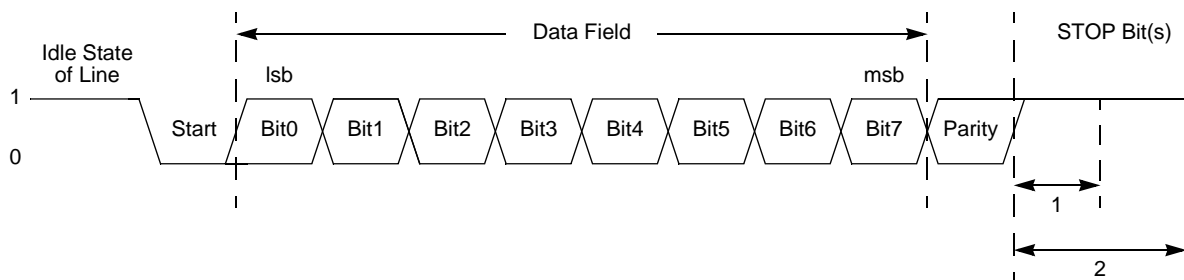 Data Field
STOP Bit(s)
Idle State
of Line
lsb
msb
1
Start
Bit0
Bit1
Bit2
Bit3
Bit4
Bit5
Bit6
Bit7
Parity
0
1
2